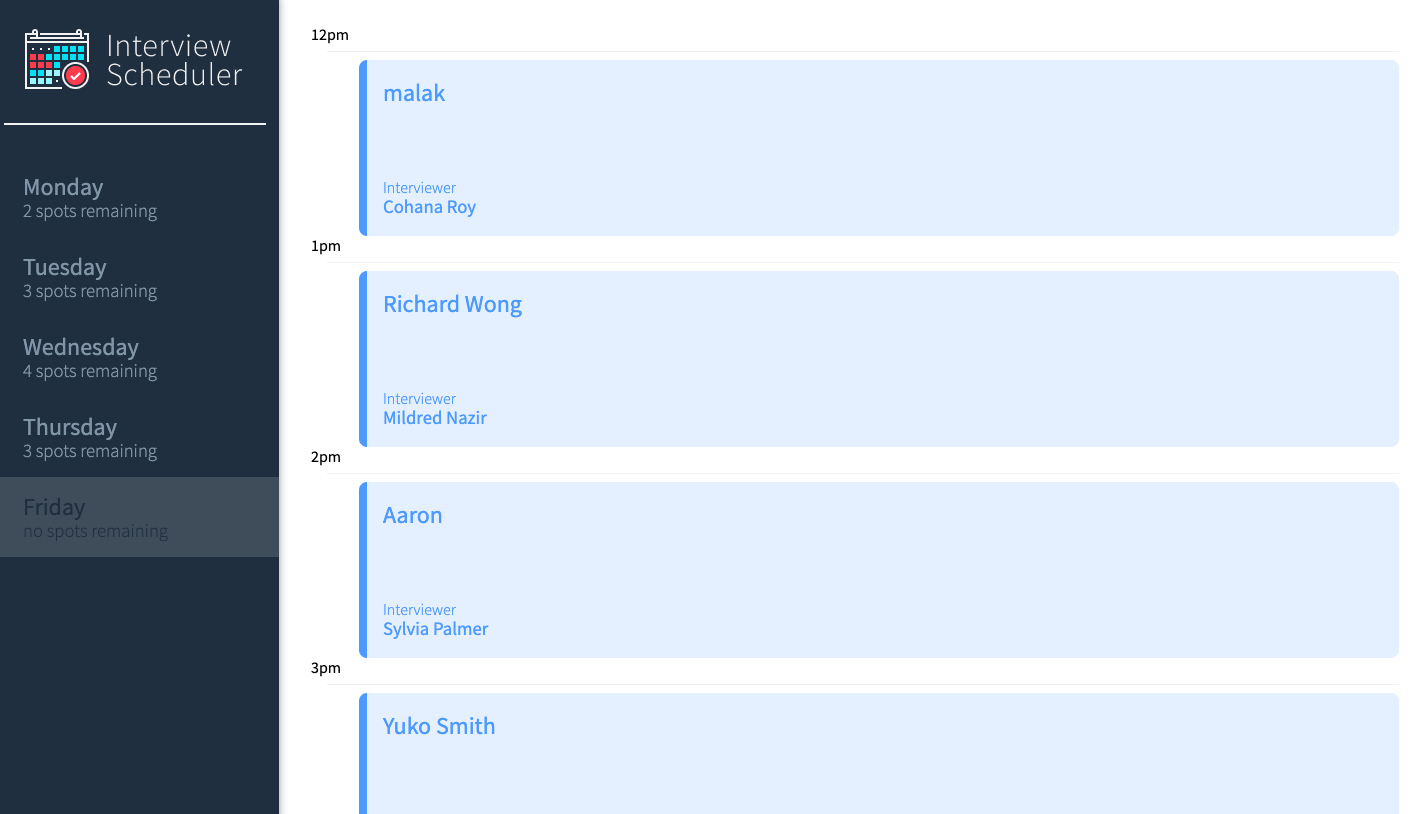 Interview
Scheduler
Monday
2 spots remaining
Tuesday
3 spots remaining
Wednesday
4 spots remaining
Thursday
3 spots remaining
Friday
no spots remaining
12pm
malak
Interviewer
Cohana Roy
1pm
Richard Wong
Interviewer
Mildred Nazir
2pm
Aaron
Interviewer
Sylvia Palmer
3pm
Yuko Smith